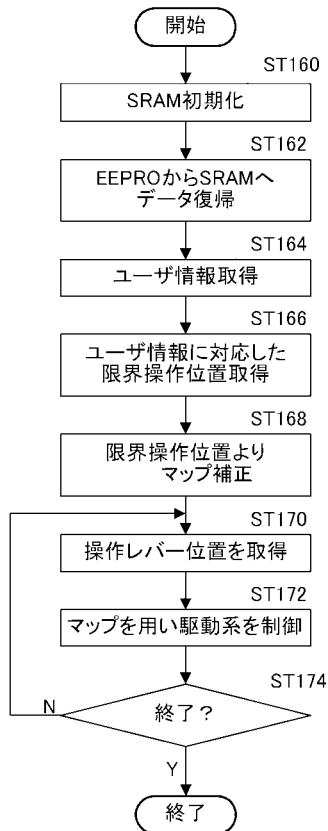 開始
ST160
SRAM初期化
ST162
EEPROからSRAMへ
データ復帰
ST164
ユーザ情報取得
ST166
ユーザ情報に対応した
限界操作位置取得
ST168
限界操作位置より
マップ補正
ST170
操作レバー位置を取得
ST172
マップを用い駆動系を制御
ST174
終了？
N
Y
終了